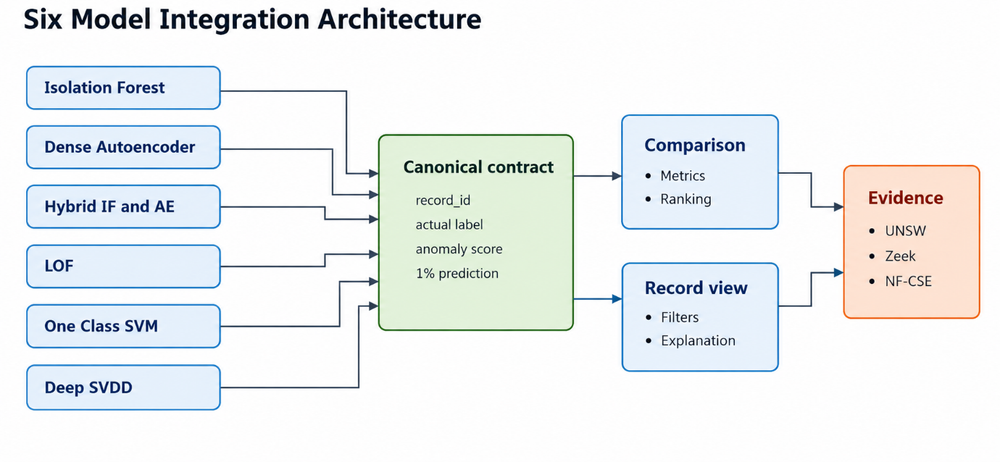 Six Model Integration Architecture
Isolation Forest
Dense Autoencoder
Hybrid IF and AE
LOF
One Class SVM
Deep SVDD
Canonical contract
record_id
actual label
anomaly score
1% prediction
Comparison
• Metrics
• Ranking
Record view
• Filters
• Explanation
Evidence
• UNSW
• Zeek
• NF-CSE